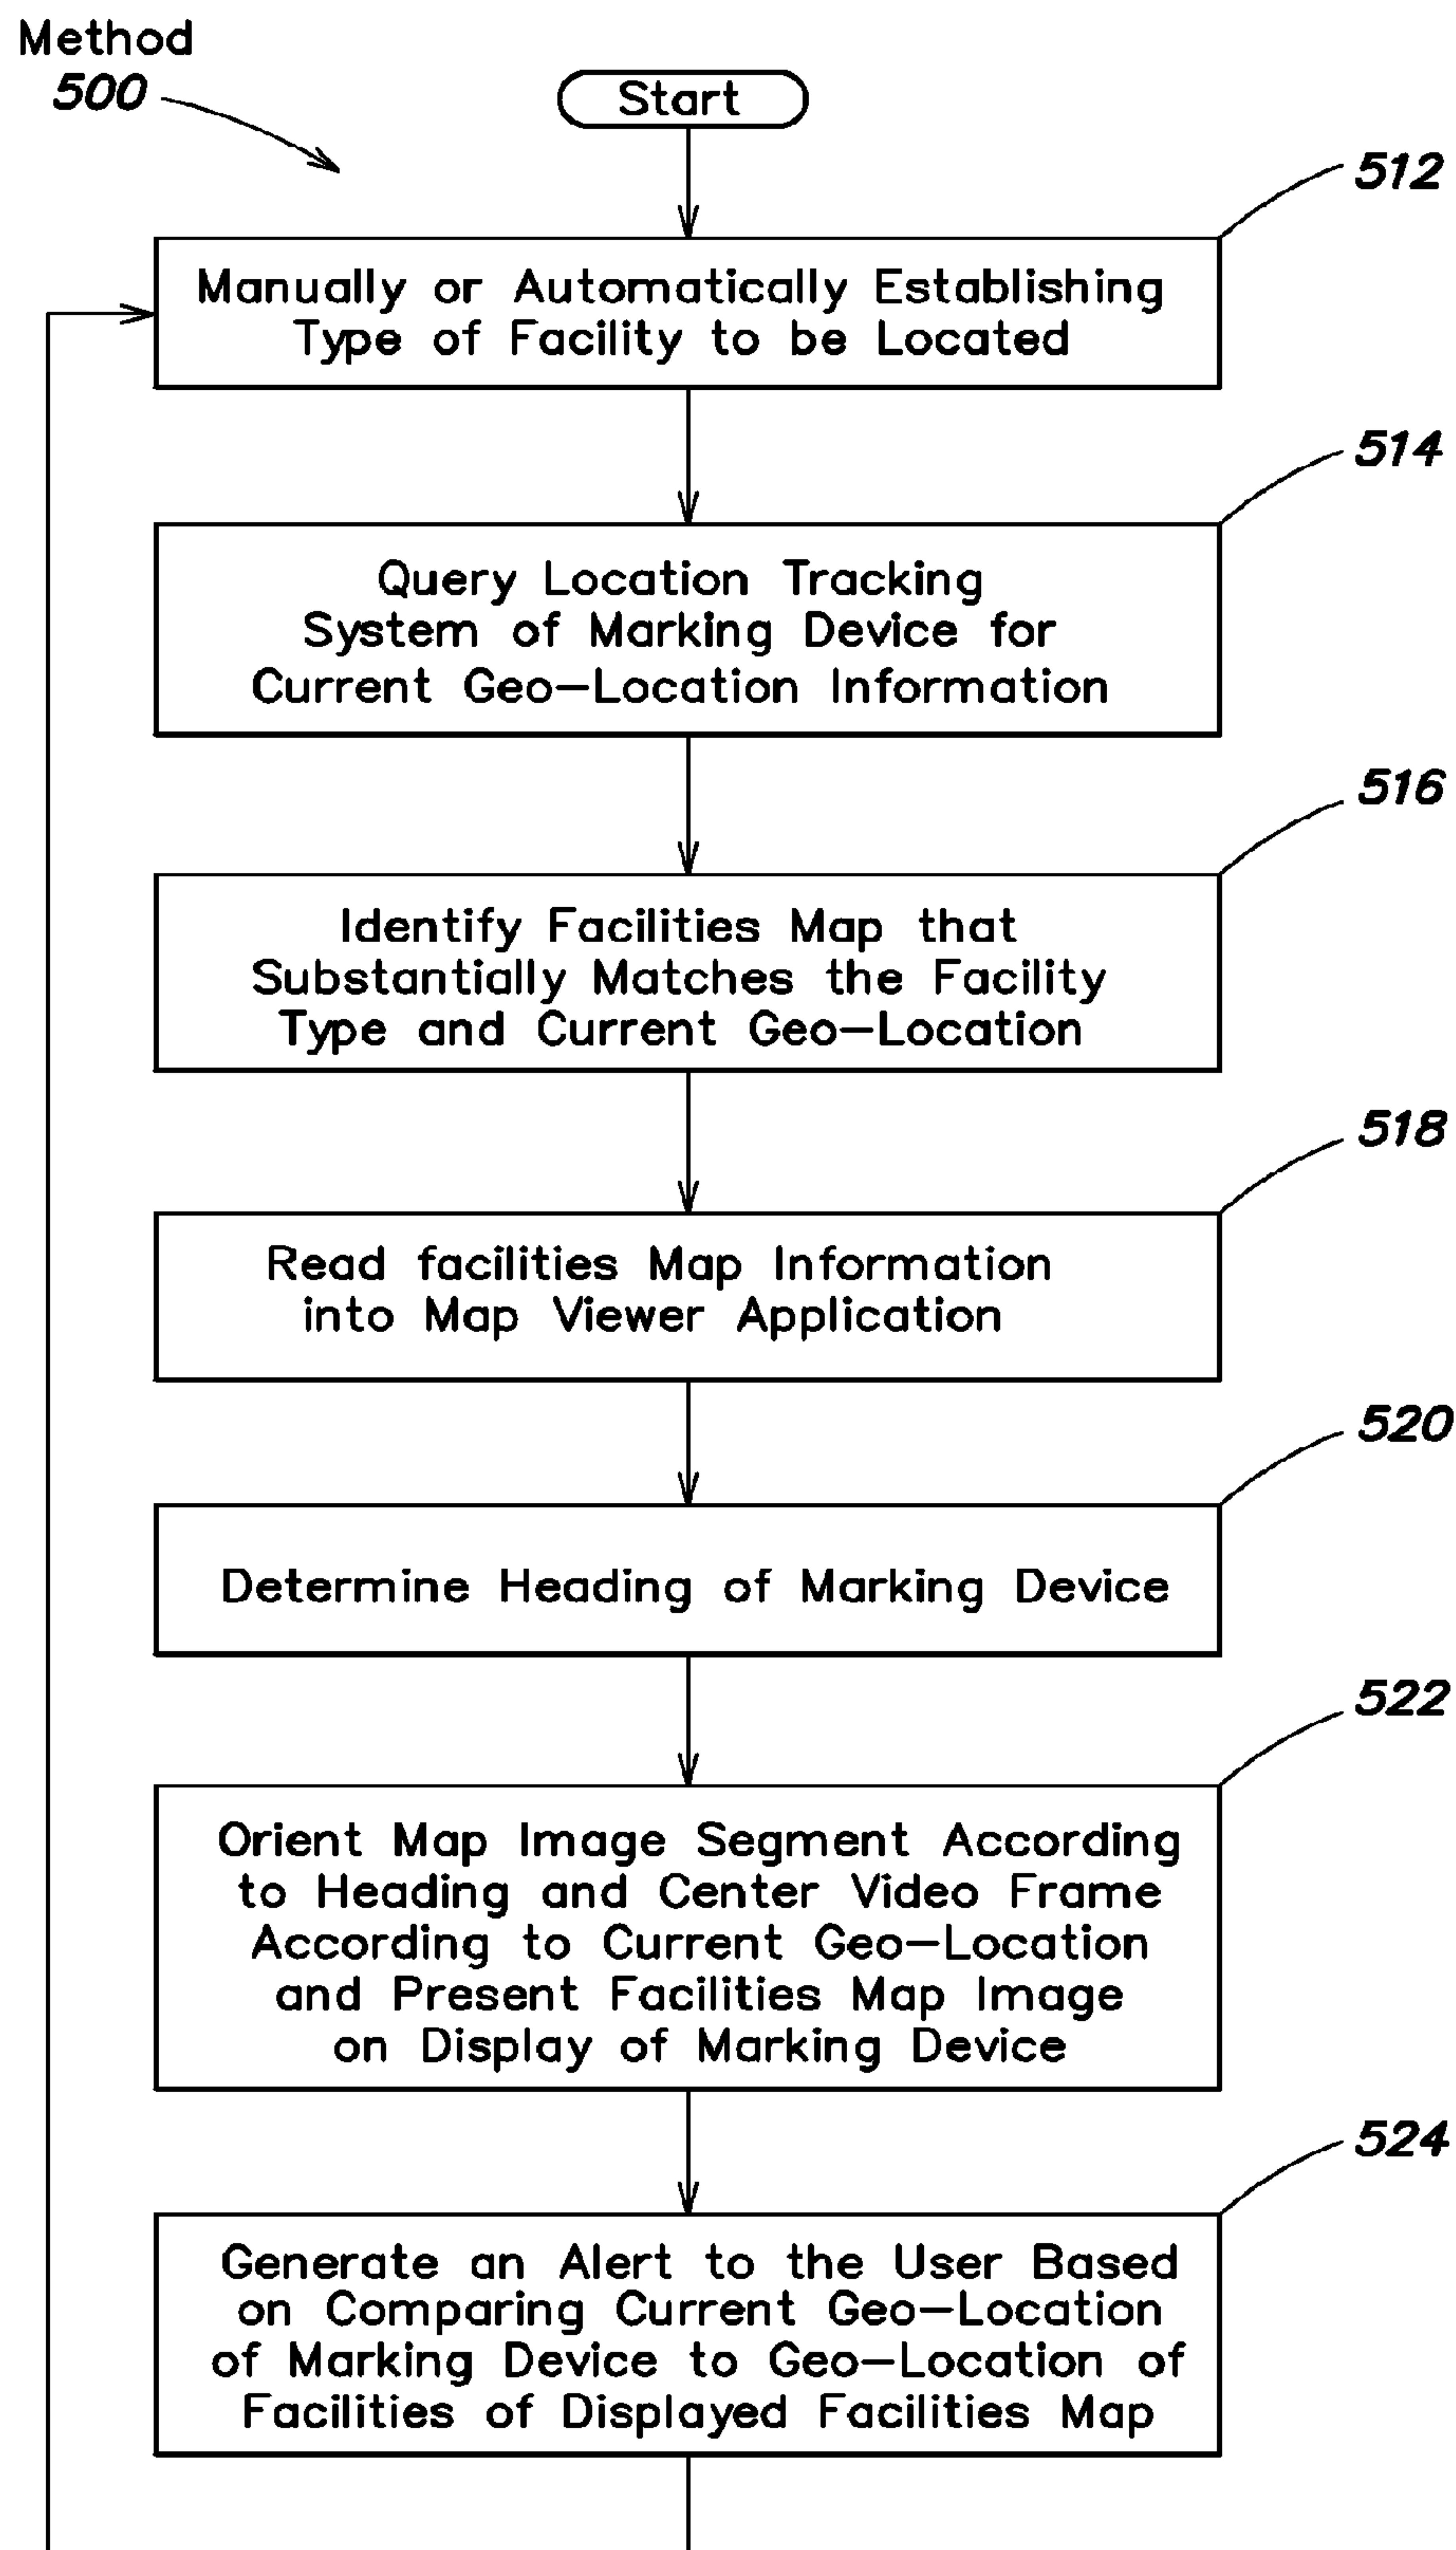 Method
500
Start
512
Manually or Automatically Establishing
Type of Facility to be Located
514
Query Location Tracking
System of Marking Device for
Current Geo-Location Information
516
Identify Facilities Map that
Substantially Matches the Facility
Type and Current Geo-Location
518
Read facilities Map Information
into Map Viewer Application
520
Determine Heading of Marking Device
522
Orient Map Image Segment According
to Heading and Center Video Frame
According to Current Geo-Location
and Present Facilities Map Image
on Display of Marking Device
524
Generate an Alert to the User Based
on Comparing Current Geo-Location
of Marking Device to Geo-Location of
Facilities of Displayed Facilities Map